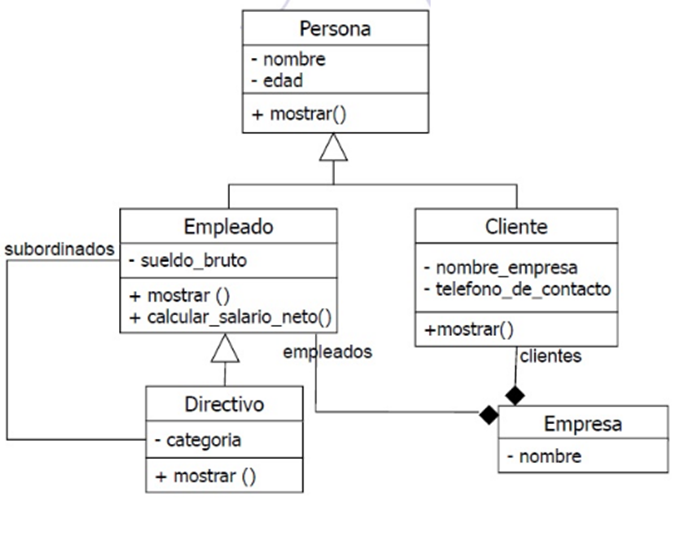 Persona
- nombre
- edad
+ mostrar()
Empleado
- sueldo_bruto
+ mostrar ()
+ calcular_salario_neto()
Cliente
- nombre_empresa
- telefono_de_contacto
+mostrar()
subordinados
empleados
clientes
Directivo
- categoria
+ mostrar ()
Empresa
- nombre